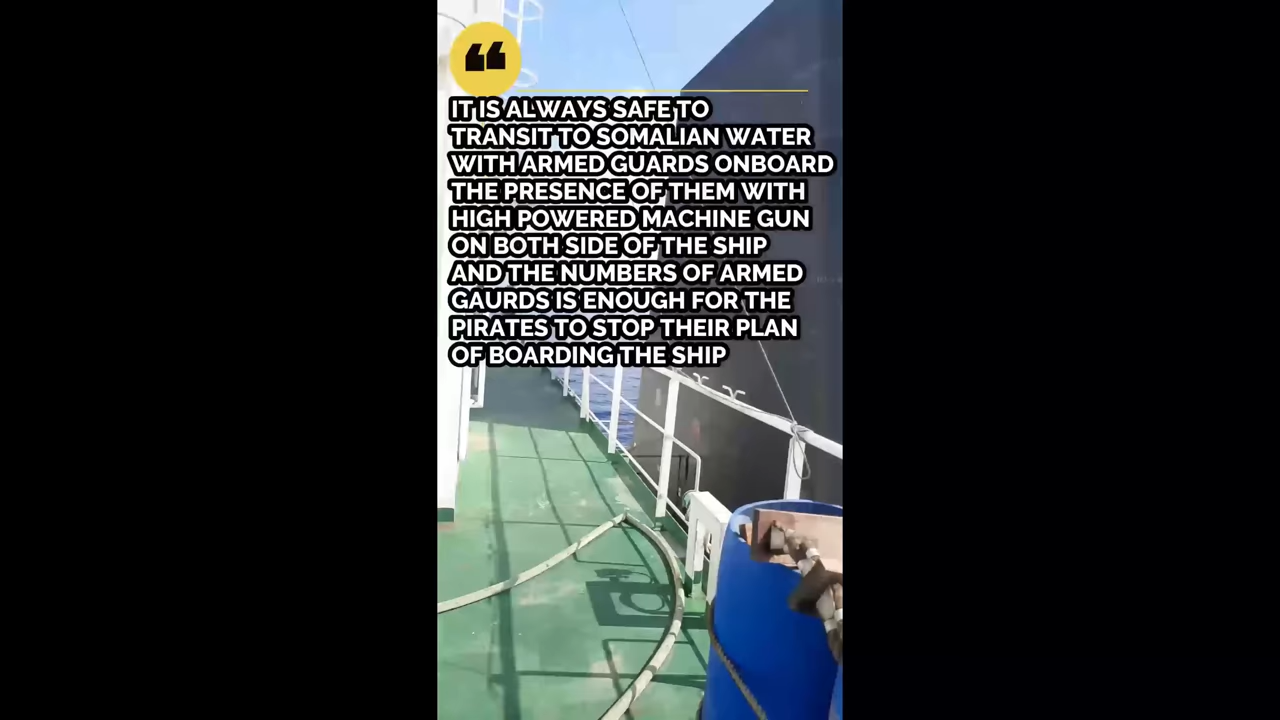 ❝
IT IS ALWAYS SAFE TO
TRANSIT TO SOMALIAN WATER
WITH ARMED GUARDS ONBOARD
THE PRESENCE OF THEM WITH
HIGH POWERED MACHINE GUN
ON BOTH SIDE OF THE SHIP
AND THE NUMBERS OF ARMED
GAURDS IS ENOUGH FOR THE
PIRATES TO STOP THEIR PLAN
OF BOARDING THE SHIP